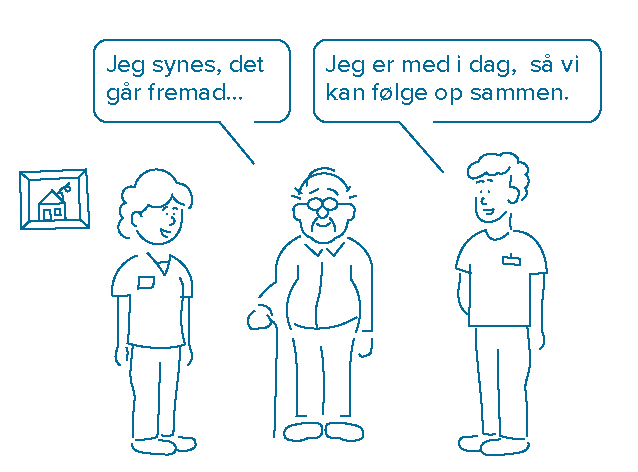 Jeg synes, det
går fremad...
Jeg er med i dag, så vi
kan følge op sammen.